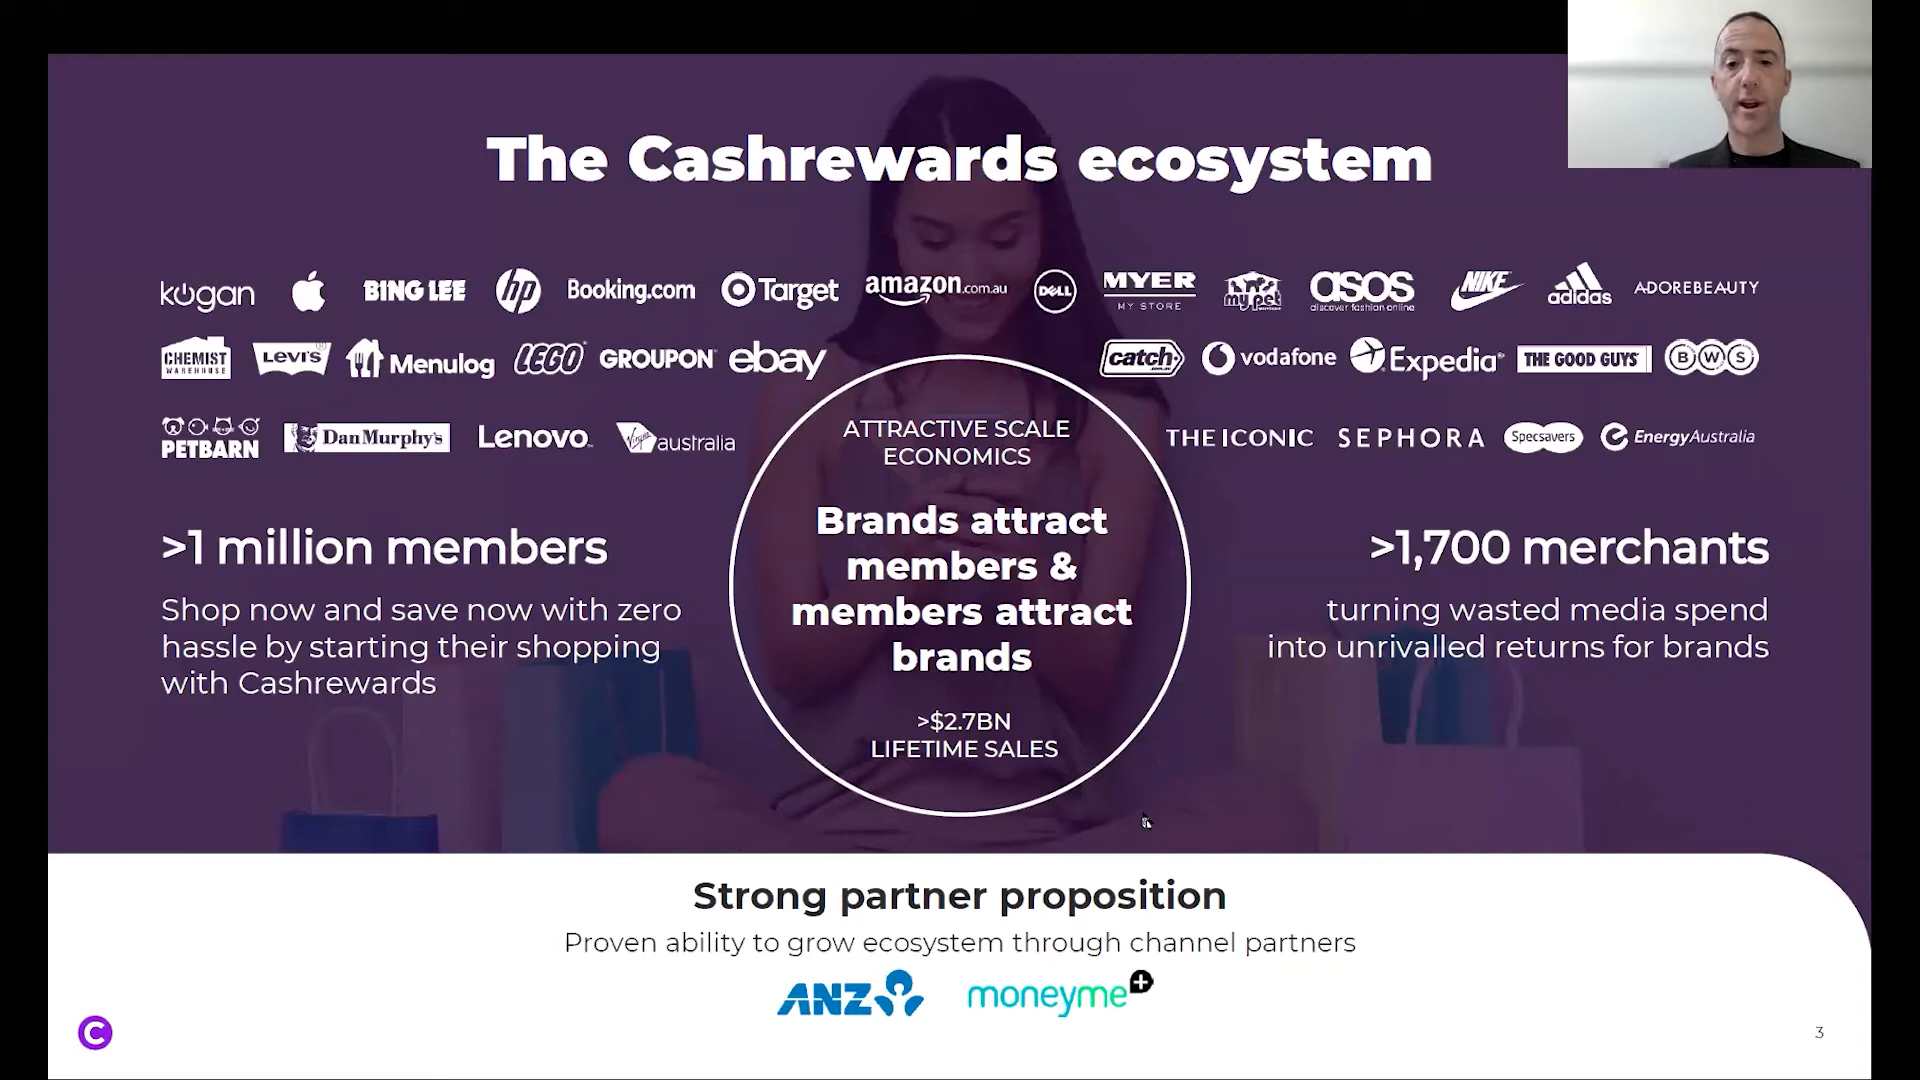 The Cashrewards ecosystem
kogan BING LEE hp Booking.com Target amazon.com.au DELL MYER my pet asos NIKE adidas ADOREBEAUTY
MY STORE discover fashion online
CHEMIST WAREHOUSE LEVI'S Menulog LEGO GROUPON ebay catch vodafone Expedia THE GOOD GUYS BWS
PETBARN Dan Murphy's Lenovo Virgin australia THE ICONIC SEPHORA Specsavers EnergyAustralia
ATTRACTIVE SCALE
ECONOMICS
Brands attract
members &
members attract
brands
>$2.7BN
LIFETIME SALES
>1 million members
Shop now and save now with zero
hassle by starting their shopping
with Cashrewards
>1,700 merchants
turning wasted media spend
into unrivalled returns for brands
Strong partner proposition
Proven ability to grow ecosystem through channel partners
ANZ moneyme+
C
3